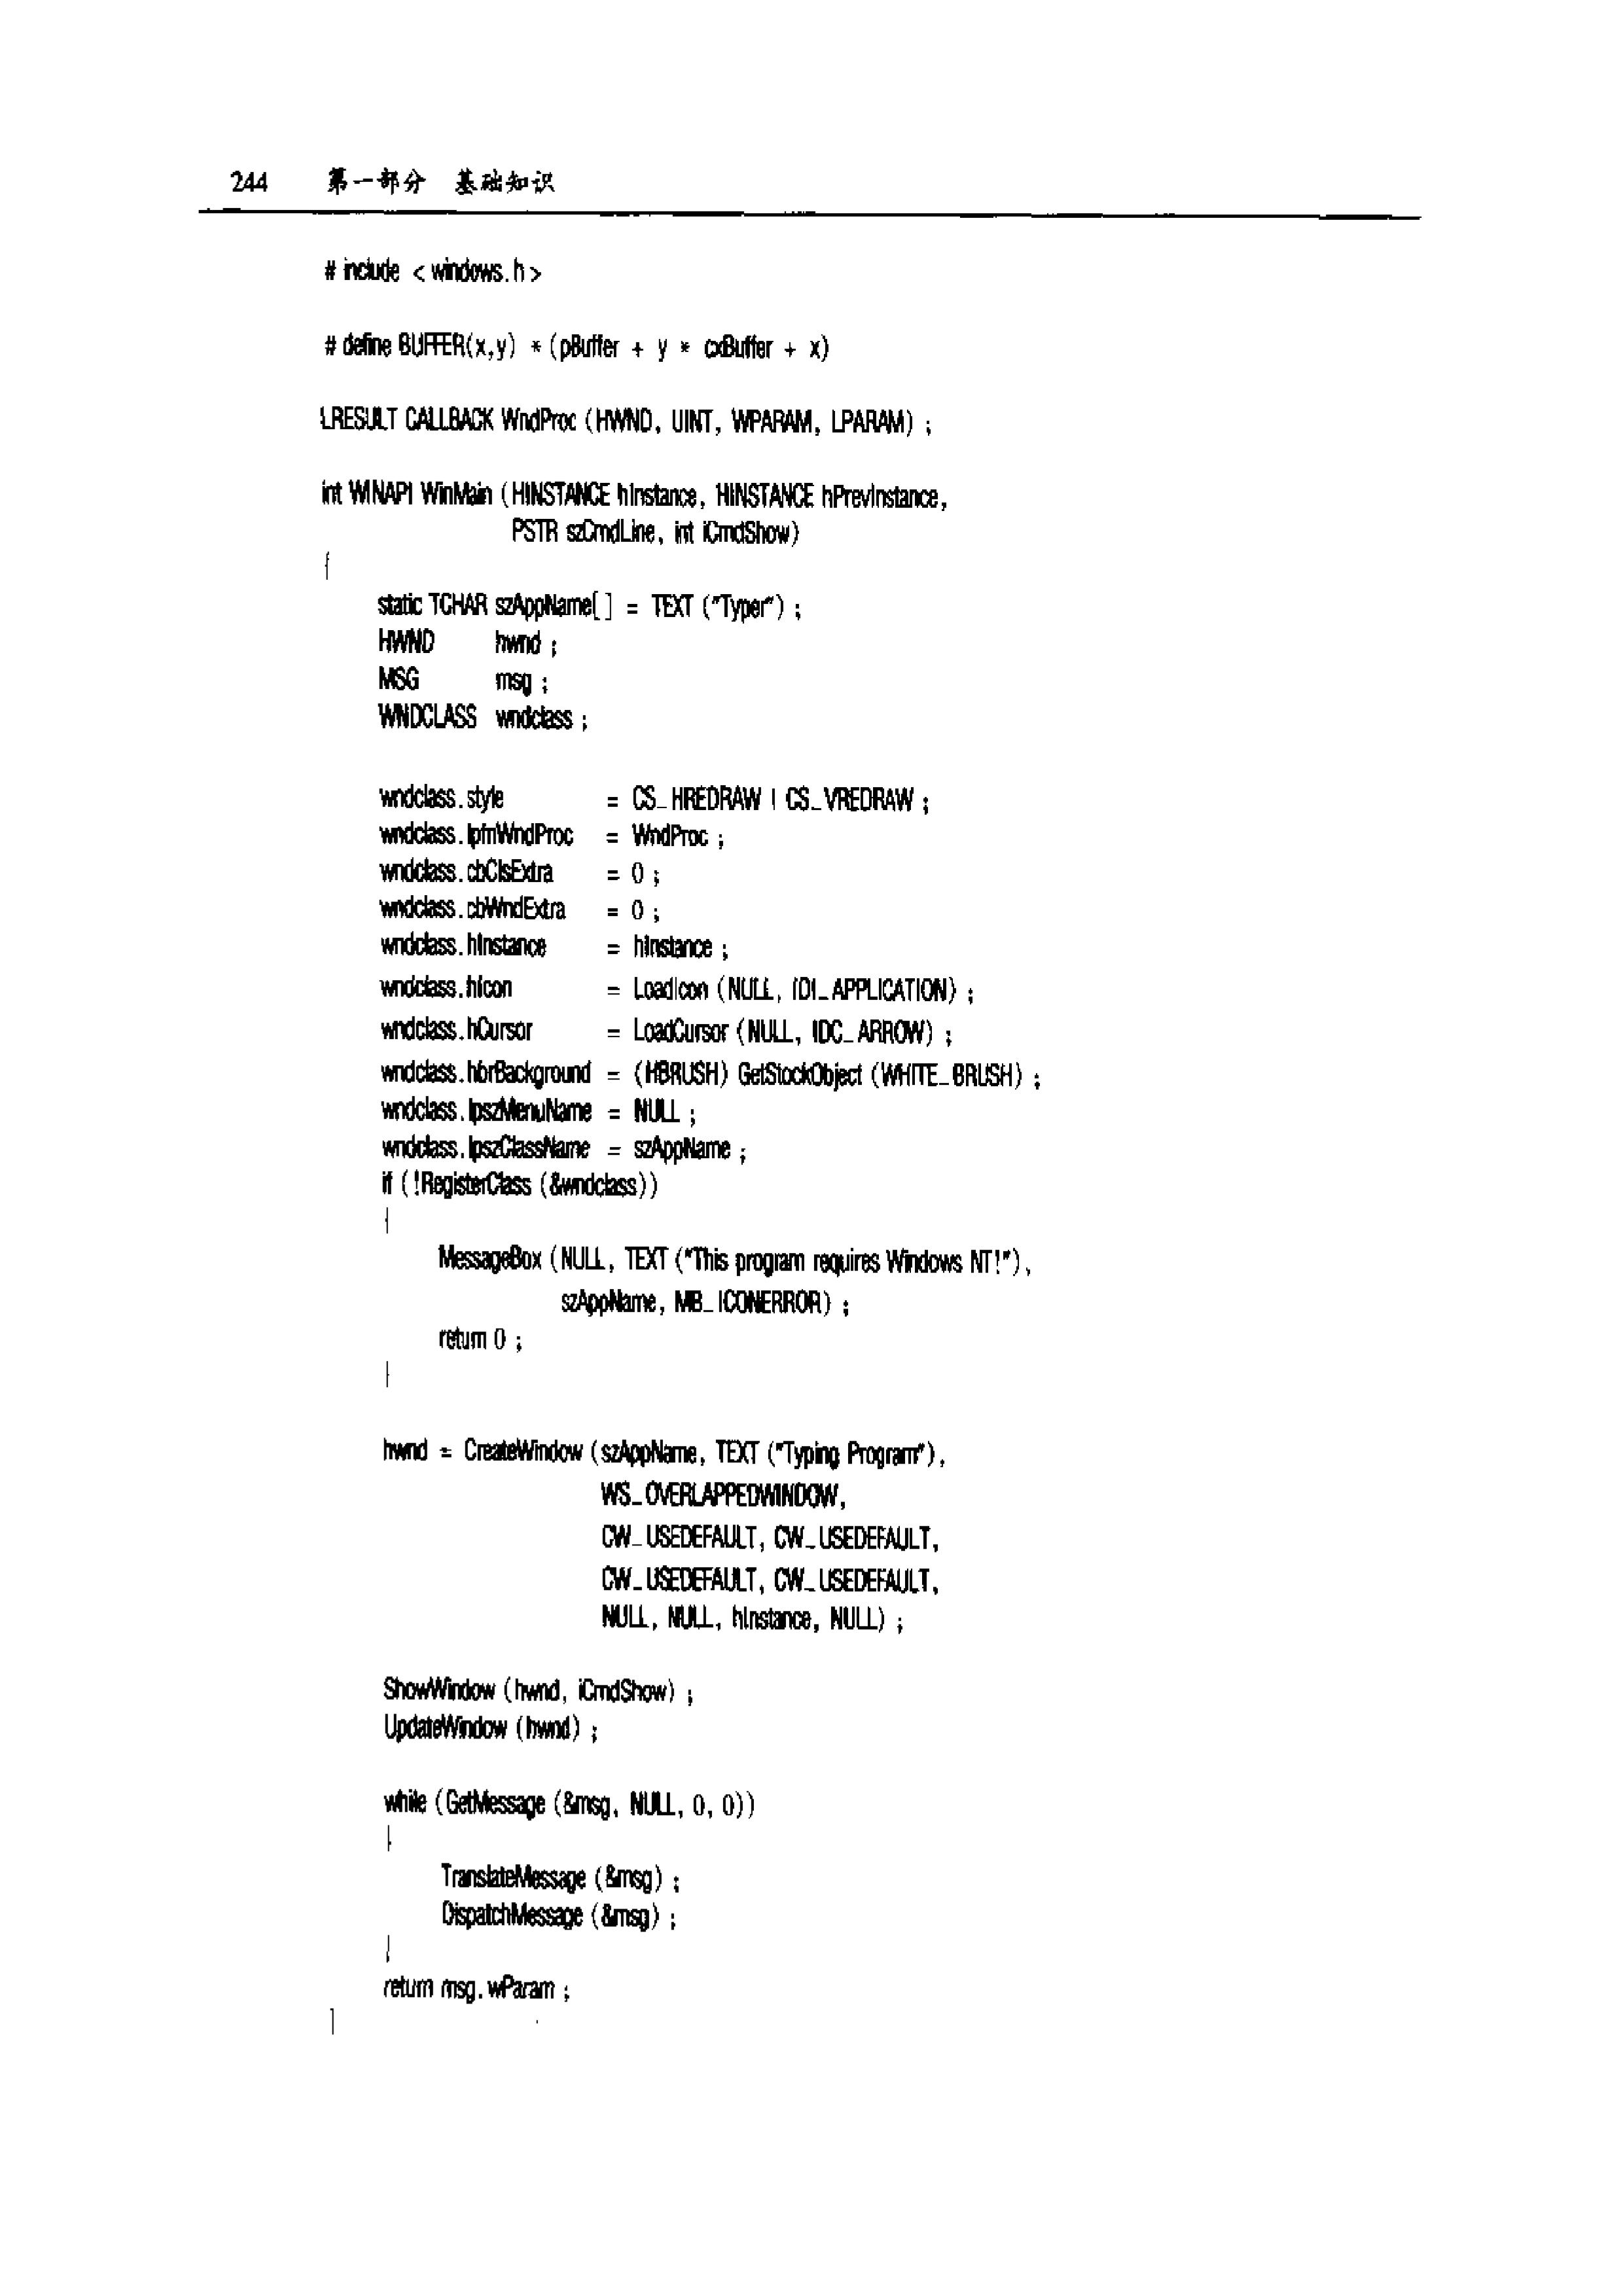 244 第一部分 基础知识
# include < windows.h >
# define BUFFER(x,y) * (pBuffer + y * cxBuffer + x)
LRESULT CALLBACK WndProc (HWND, UINT, WPARAM, LPARAM) ;
int WINAPI WinMain (HINSTANCE hInstance, HINSTANCE hPrevInstance,
PSTR szCmdLine, int iCmdShow)
{
static TCHAR szAppName[ ] = TEXT ("Typer") ;
HWND hwnd ;
MSG msg ;
WNDCLASS wndclass ;
wndclass.style = CS_HREDRAW | CS_VREDRAW ;
wndclass.lpfnWndProc = WndProc ;
wndclass.cbClsExtra = 0 ;
wndclass.cbWndExtra = 0 ;
wndclass.hInstance = hInstance ;
wndclass.hIcon = LoadIcon (NULL, IDI_APPLICATION) ;
wndclass.hCursor = LoadCursor (NULL, IDC_ARROW) ;
wndclass.hbrBackground = (HBRUSH) GetStockObject (WHITE_BRUSH) ;
wndclass.lpszMenuName = NULL ;
wndclass.lpszClassName = szAppName ;
if ( !RegisterClass (&wndclass))
{
MessageBox (NULL, TEXT ("This program requires Windows NT!"),
szAppName, MB_ICONERROR) ;
return 0 ;
}
hwnd = CreateWindow (szAppName, TEXT ("Typing Program"),
WS_OVERLAPPEDWINDOW,
CW_USEDEFAULT, CW_USEDEFAULT,
CW_USEDEFAULT, CW_USEDEFAULT,
NULL, NULL, hInstance, NULL) ;
ShowWindow (hwnd, iCmdShow) ;
UpdateWindow (hwnd) ;
while (GetMessage (&msg, NULL, 0, 0))
{
TranslateMessage (&msg) ;
DispatchMessage (&msg) ;
}
return msg.wParam ;
}